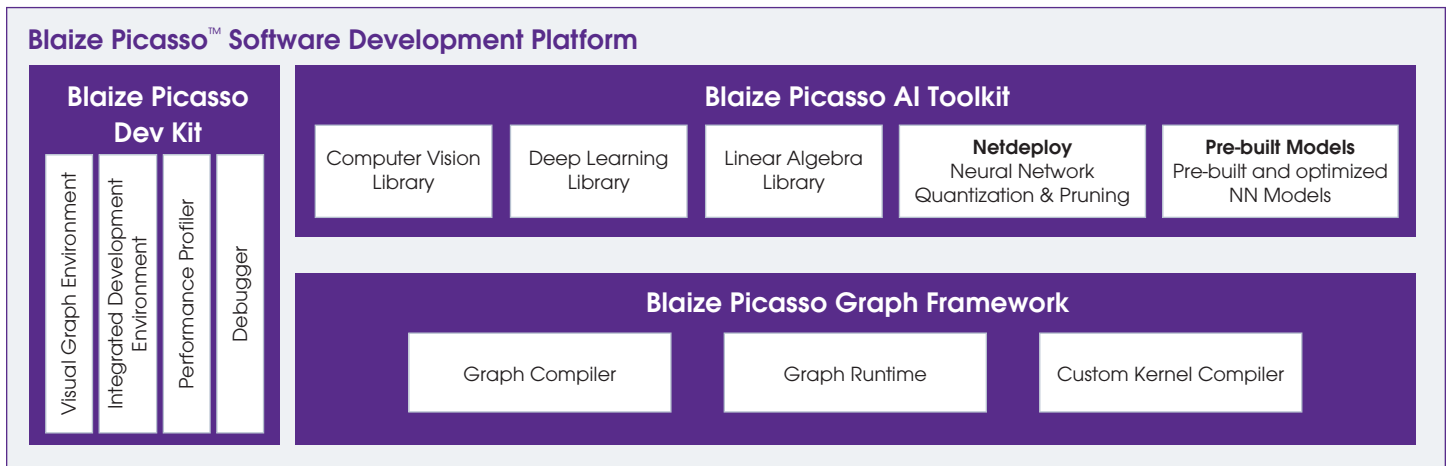 Blaize Picasso™ Software Development Platform
Blaize Picasso
Dev Kit
Visual Graph Environment
Integrated Development
Environment
Performance Profiler
Debugger
Blaize Picasso AI Toolkit
Computer Vision
Library
Deep Learning
Library
Linear Algebra
Library
Netdeploy
Neural Network
Quantization & Pruning
Pre-built Models
Pre-built and optimized
NN Models
Blaize Picasso Graph Framework
Graph Compiler
Graph Runtime
Custom Kernel Compiler